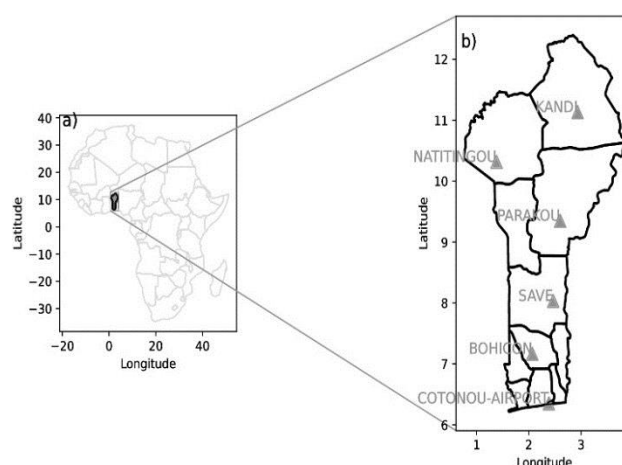 a)
40
30
20
10
0
−10
−20
−30
−20
0
20
40
Latitude
Longitude
b)
12
11
10
9
8
7
6
1
2
3
Latitude
Longitude
KANDI
NATITINGOU
PARAKOU
SAVE
BOHICON
COTONOU-AIRPORT